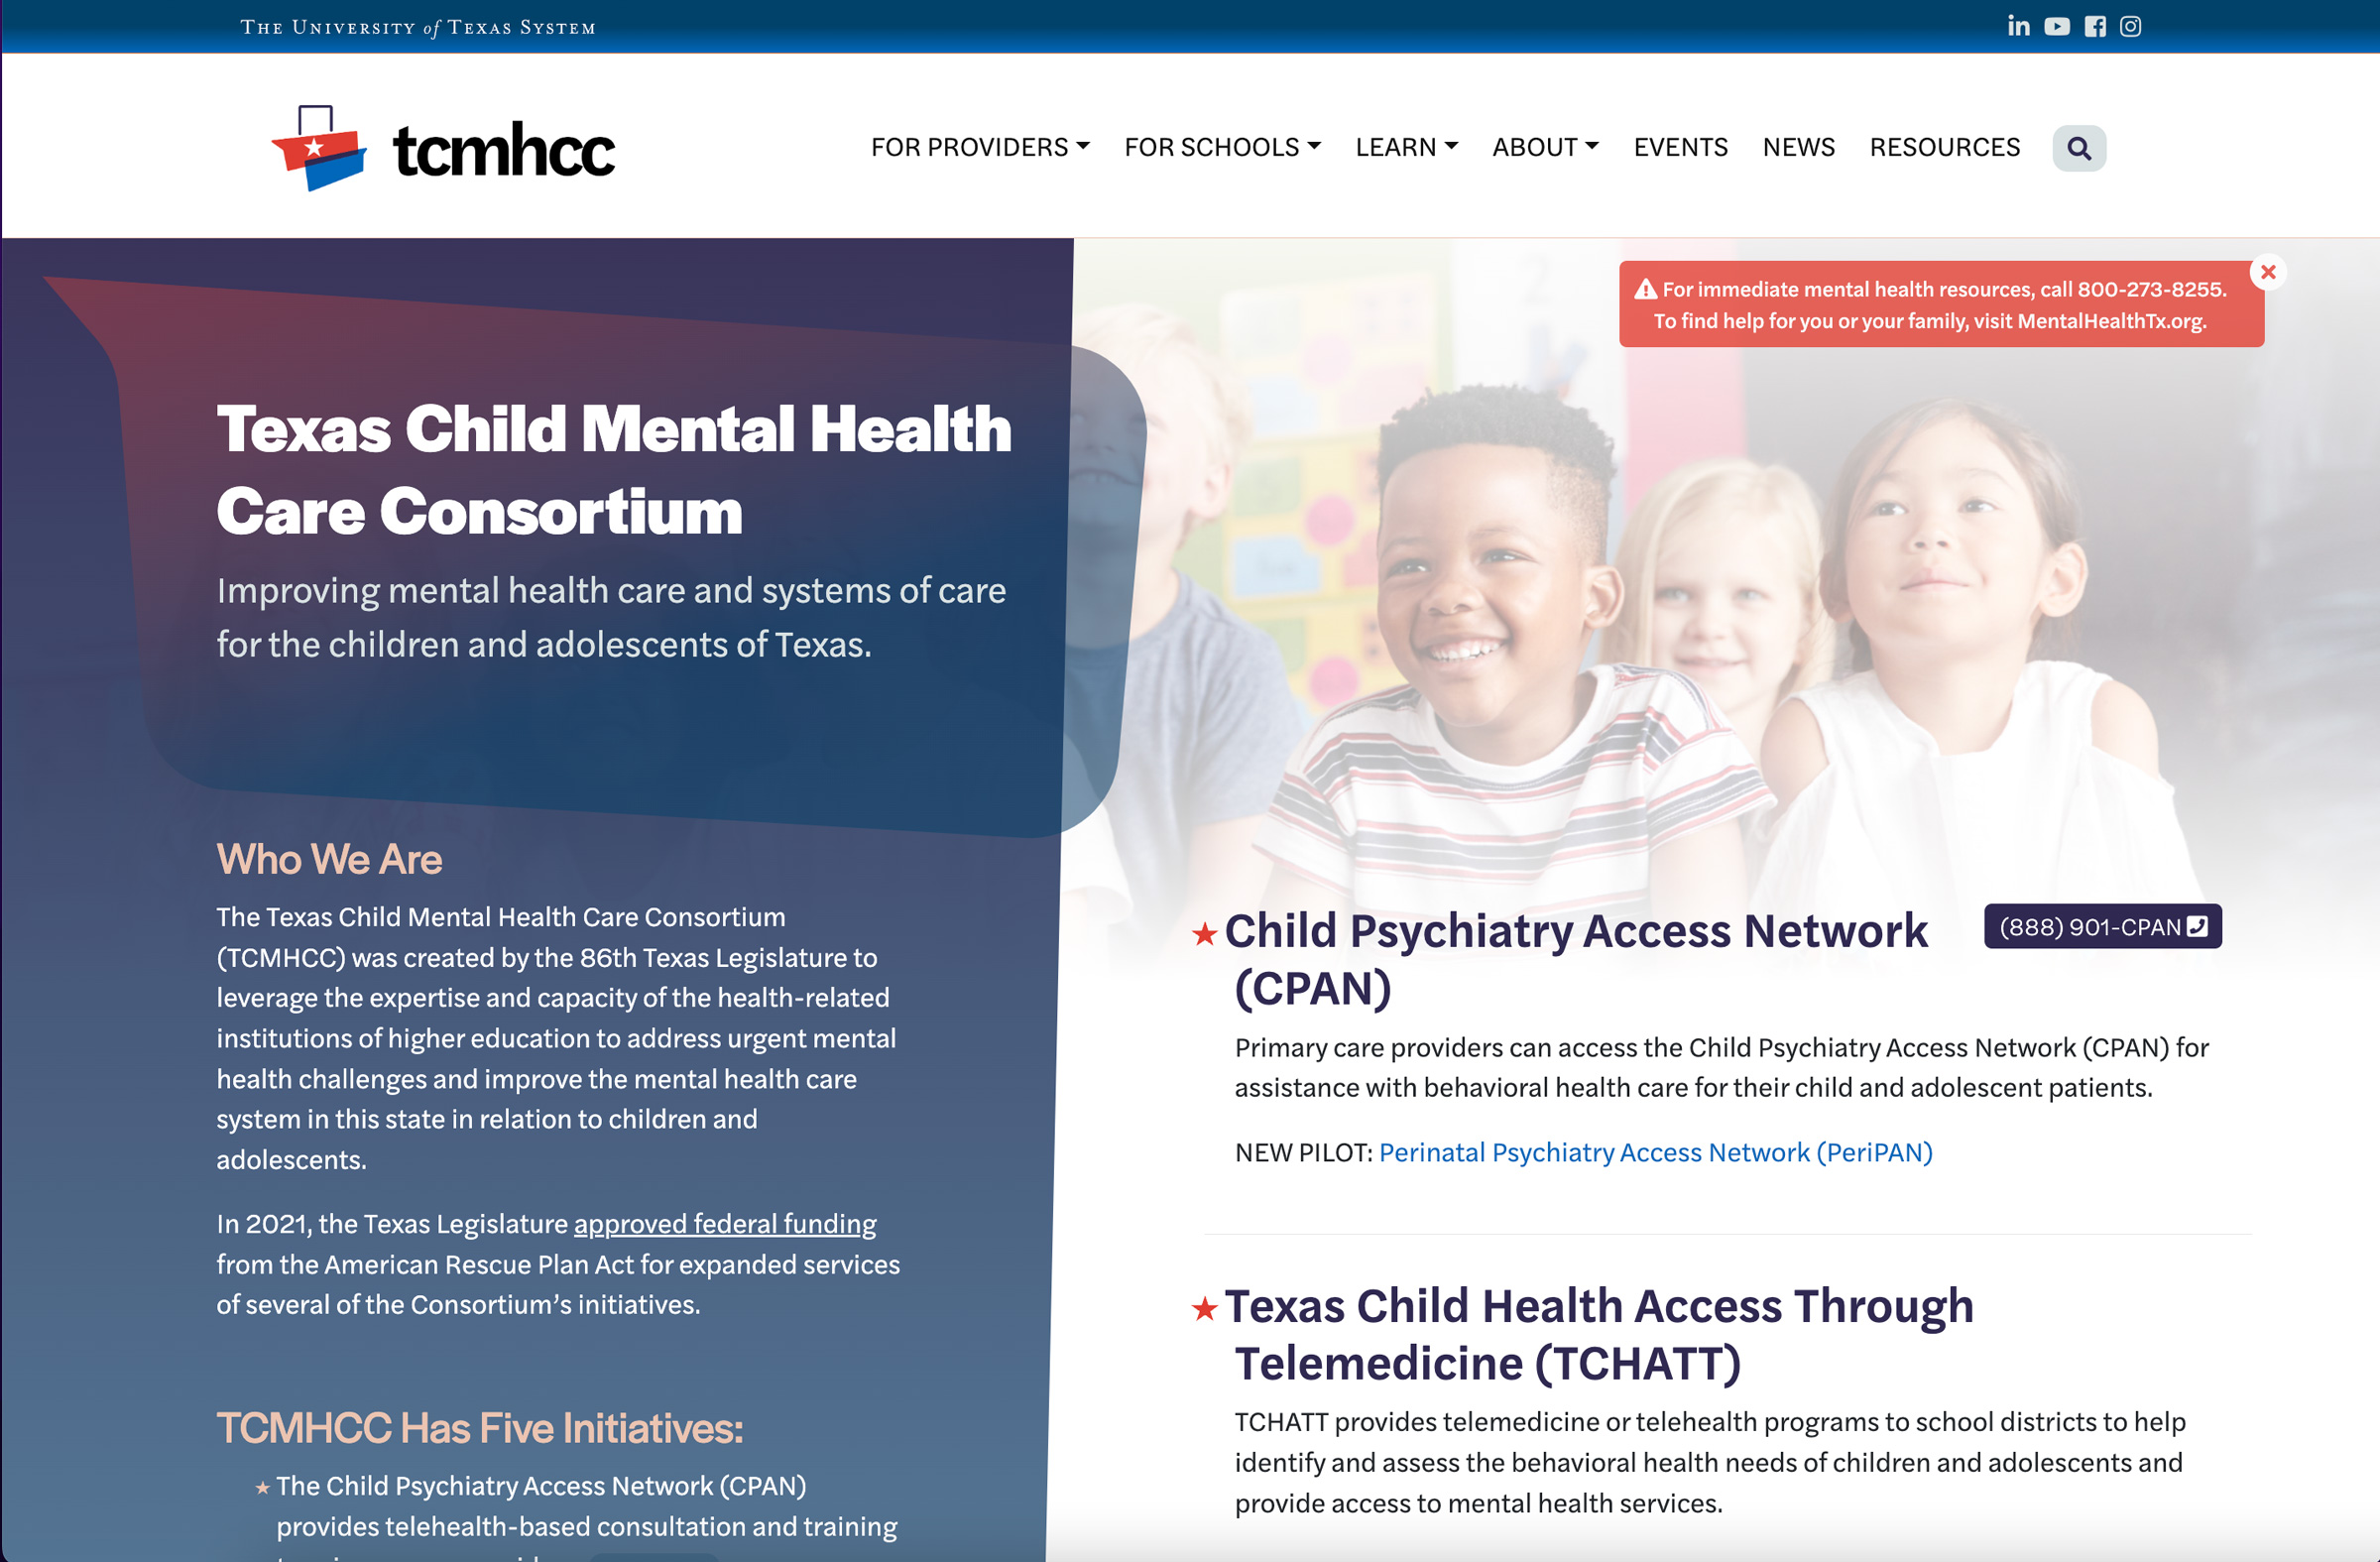 THE UNIVERSITY of TEXAS SYSTEM
tcmhcc
FOR PROVIDERS
FOR SCHOOLS
LEARN
ABOUT
EVENTS
NEWS
RESOURCES
For immediate mental health resources, call 800-273-8255.
To find help for you or your family, visit MentalHealthTx.org.
Texas Child Mental Health
Care Consortium
Improving mental health care and systems of care
for the children and adolescents of Texas.
Who We Are
The Texas Child Mental Health Care Consortium
(TCMHCC) was created by the 86th Texas Legislature to
leverage the expertise and capacity of the health-related
institutions of higher education to address urgent mental
health challenges and improve the mental health care
system in this state in relation to children and
adolescents.
In 2021, the Texas Legislature approved federal funding
from the American Rescue Plan Act for expanded services
of several of the Consortium’s initiatives.
TCMHCC Has Five Initiatives:
The Child Psychiatry Access Network (CPAN)
provides telehealth-based consultation and training
Child Psychiatry Access Network
(CPAN)
(888) 901-CPAN
Primary care providers can access the Child Psychiatry Access Network (CPAN) for
assistance with behavioral health care for their child and adolescent patients.
NEW PILOT: Perinatal Psychiatry Access Network (PeriPAN)
Texas Child Health Access Through
Telemedicine (TCHATT)
TCHATT provides telemedicine or telehealth programs to school districts to help
identify and assess the behavioral health needs of children and adolescents and
provide access to mental health services.